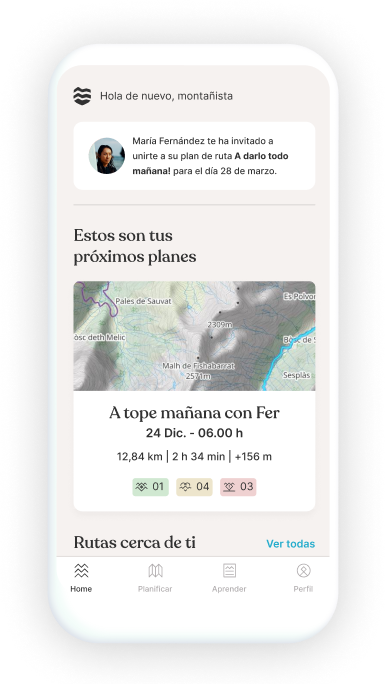 Hola de nuevo, montañista
María Fernández te ha invitado a
unirte a su plan de ruta A darlo todo
mañana! para el día 28 de marzo.
Estos son tus
próximos planes
Pales de Sauvat
Es Polvor
2309m
osc deth Melic
Bòsc de S
Malh de Fishabarrat
2571m
Sesplàs
A tope mañana con Fer
24 Dic. - 06.00 h
12,84 km | 2 h 34 min | +156 m
01 04 03
Rutas cerca de ti Ver todas
Home Planificar Aprender Perfil